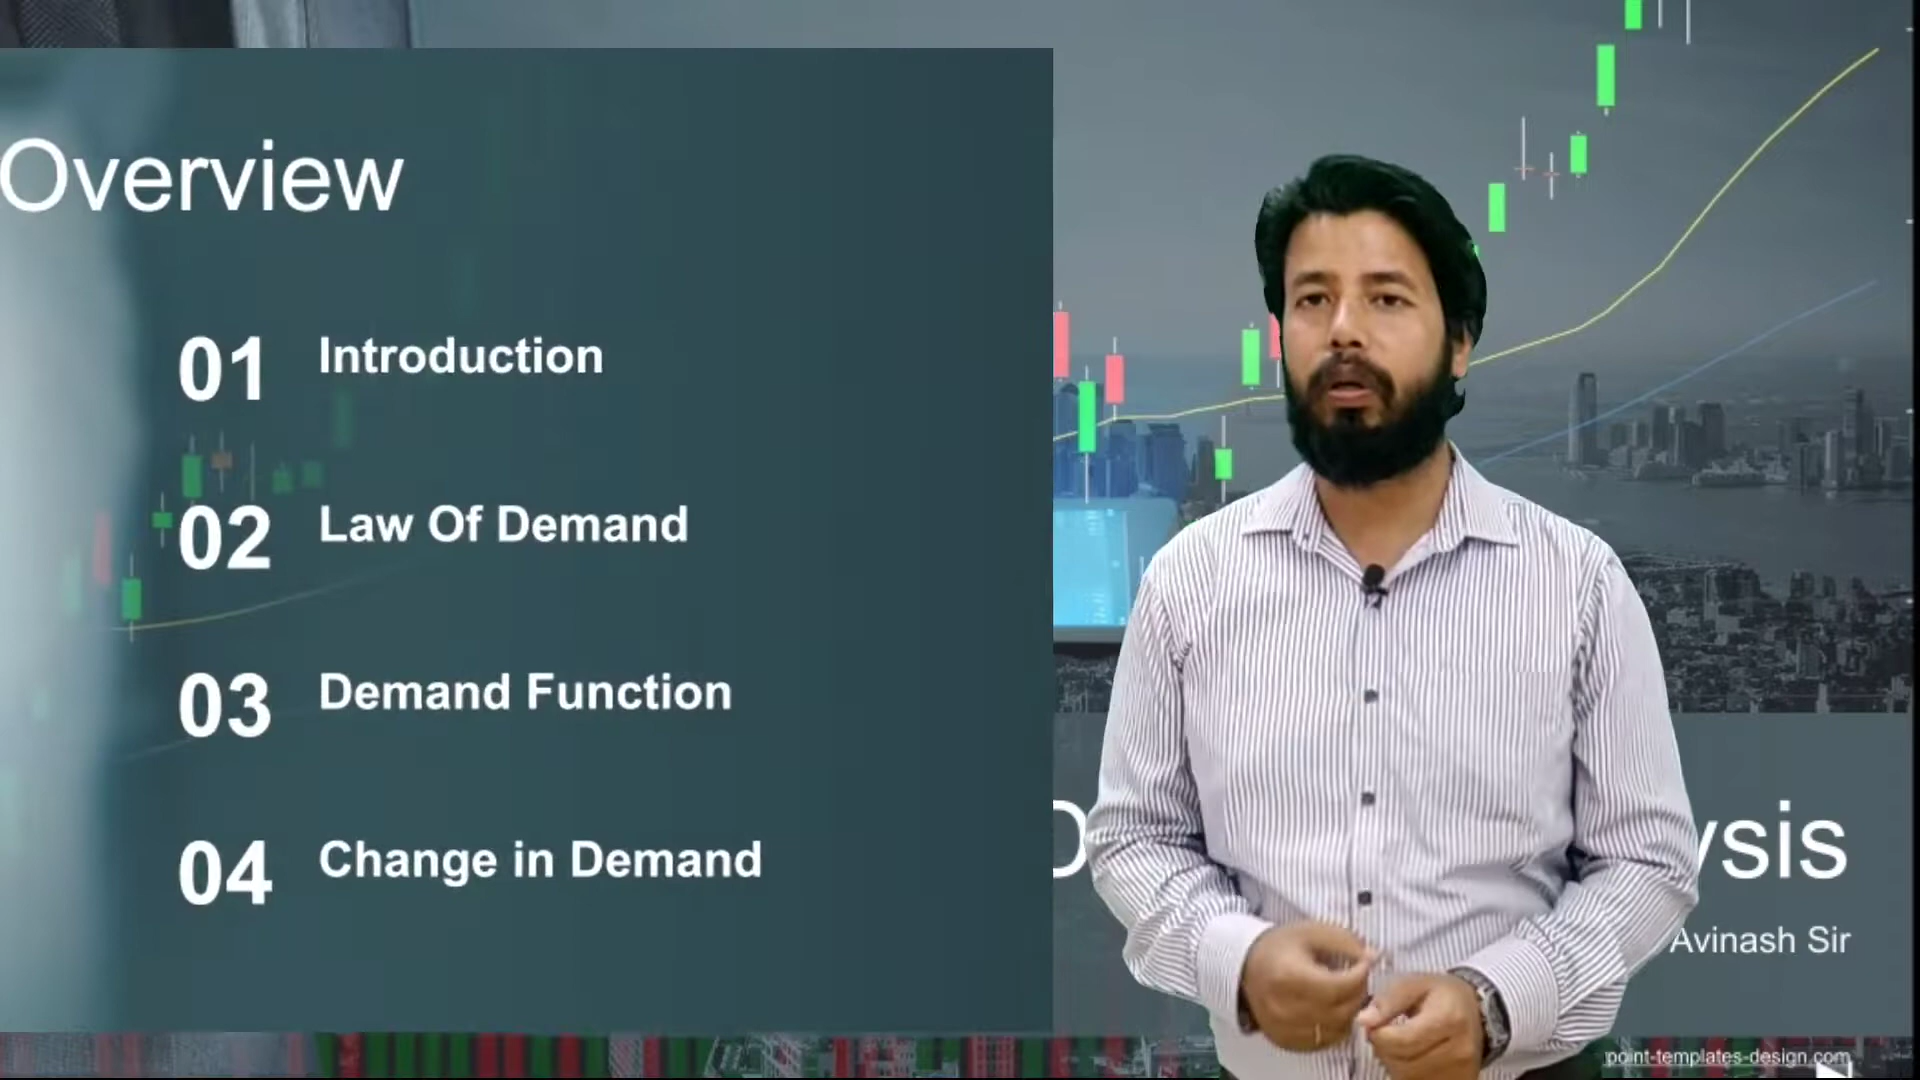 Overview
01 Introduction
02 Law Of Demand
03 Demand Function
04 Change in Demand
Avinash Sir
point-templates-design.com